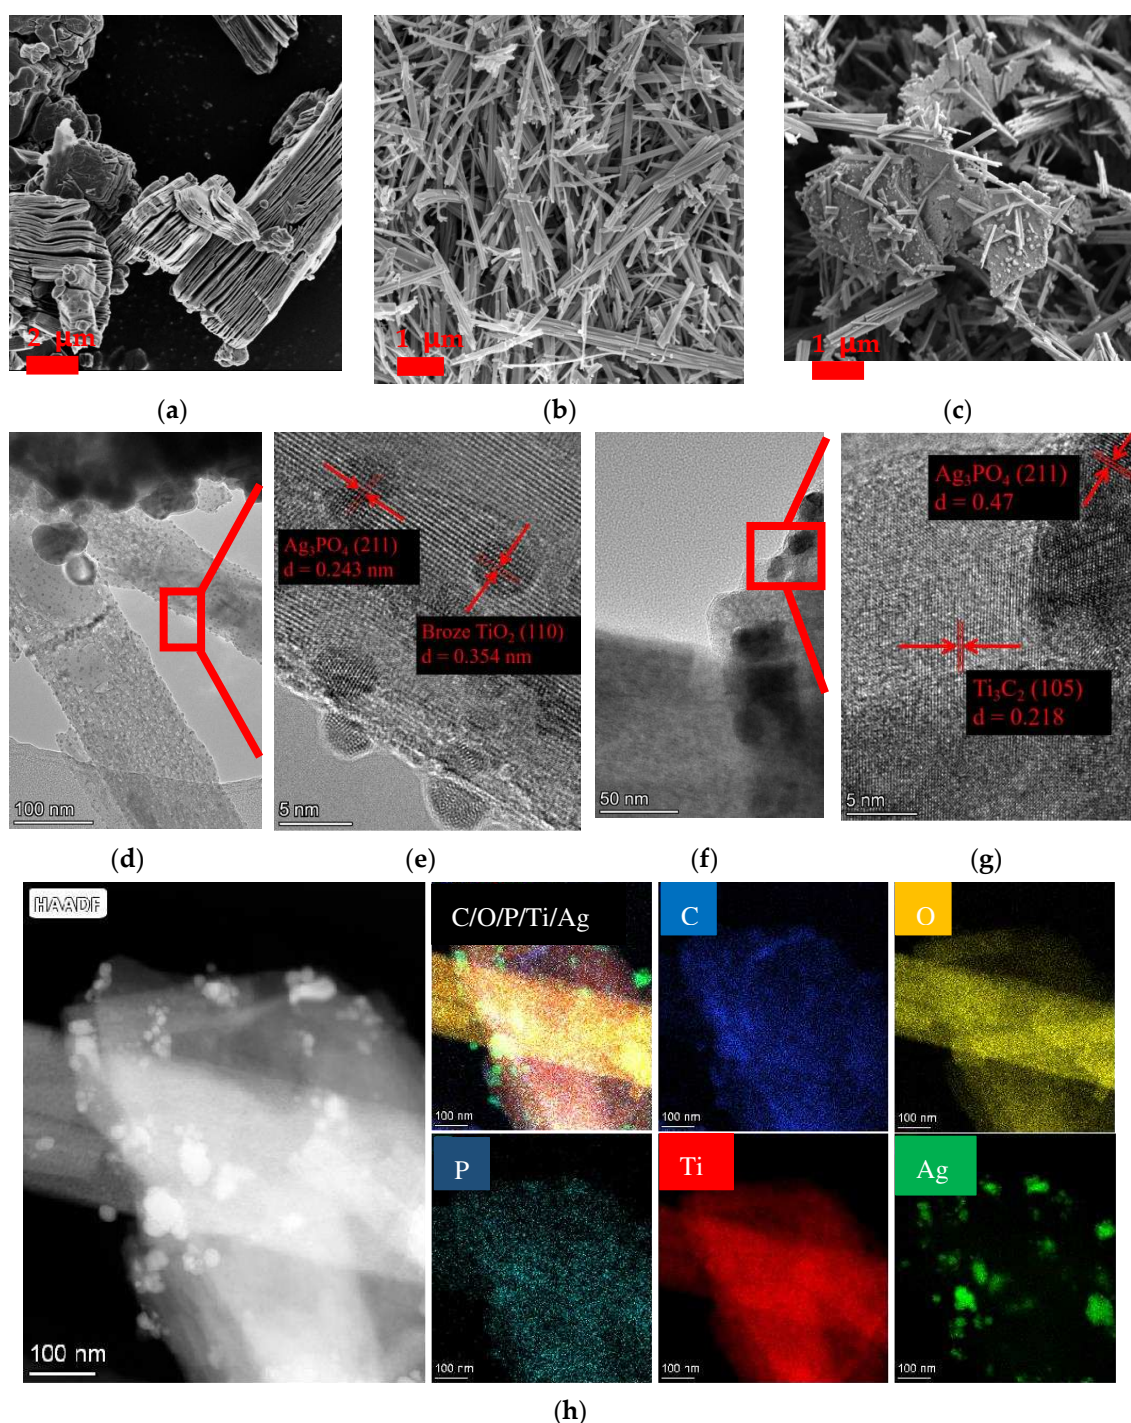 2 μm
1 μm
1 μm
(a)
(b)
(c)
Ag₃PO₄ (211)
d = 0.243 nm
Broze TiO₂ (110)
d = 0.354 nm
Ag₃PO₄ (211)
d = 0.47
Ti₃C₂ (105)
d = 0.218
100 nm
5 nm
50 nm
5 nm
(d)
(e)
(f)
(g)
HAADF
C/O/P/Ti/Ag
C
O
100 nm
100 nm
100 nm
P
Ti
Ag
100 nm
100 nm
100 nm
100 nm
(h)